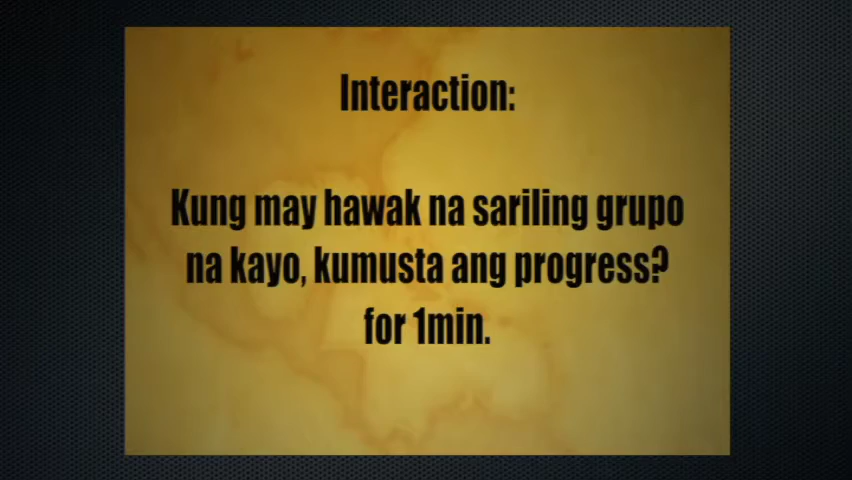 Interaction:
Kung may hawak na sariling grupo
na kayo, kumusta ang progress?
for 1min.